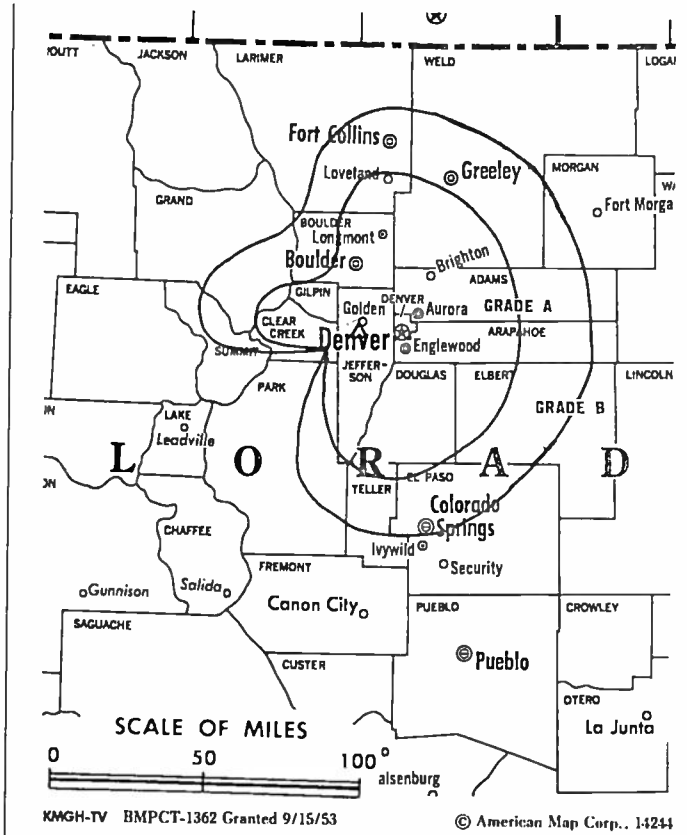 ROUTT JACKSON LARIMER WELD LOGAN
Fort Collins
Loveland Greeley MORGAN
GRAND Fort Morga
BOULDER
Longmont
Boulder Brighton
EAGLE GILPIN ADAMS
DENVER GRADE A
Golden Aurora
CLEAR
CREEK ARAPAHOE
Denver Englewood
SUMMIT JEFFER-
SON DOUGLAS ELBERT LINCOLN
PARK
LAKE GRADE B
Leadville
L O R A D
TELLER EL PASO
Colorado
Springs
CHAFFEE Ivywild
FREMONT Security
Gunnison Salida
Canon City PUEBLO CROWLEY
SAGUACHE
CUSTER Pueblo
OTERO
La Junta
SCALE OF MILES
0 50 100
alsenburg
KMGH-TV BMPCT-1362 Granted 9/15/53 © American Map Corp., 14244